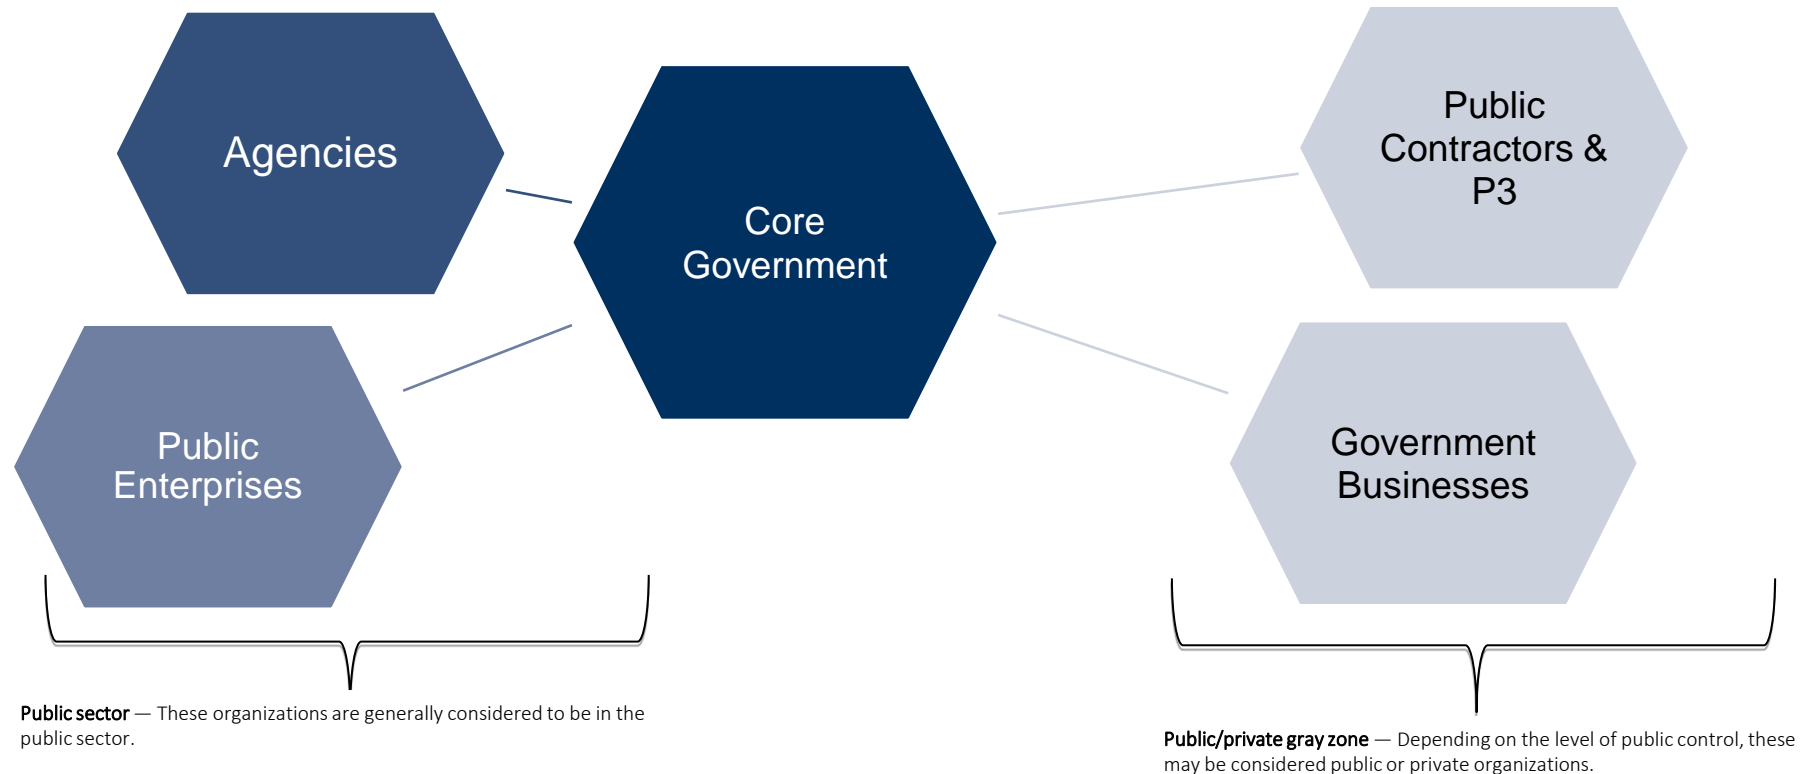 Agencies
Core
Government
Public
Contractors &
P3
Public
Enterprises
Government
Businesses
Public sector — These organizations are generally considered to be in the
public sector.
Public/private gray zone — Depending on the level of public control, these
may be considered public or private organizations.